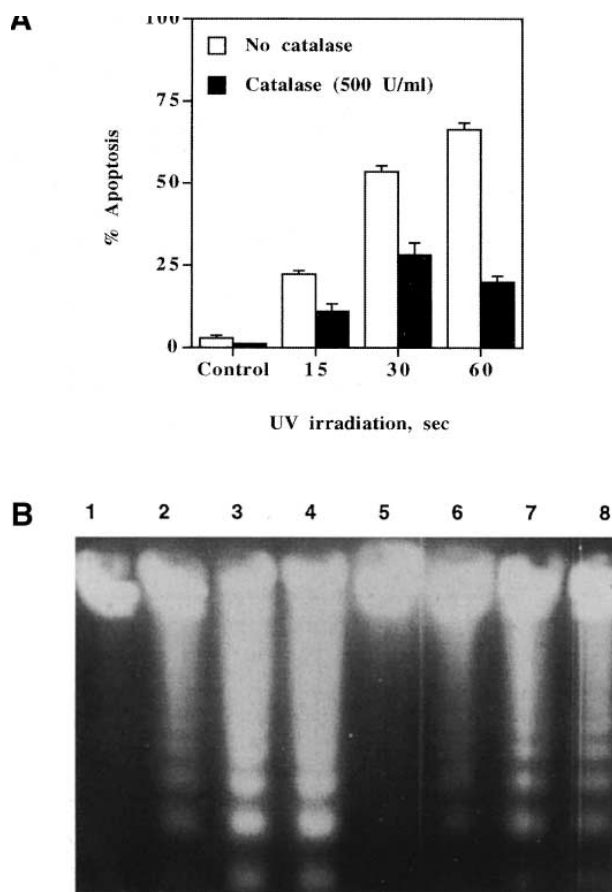 A
100
No catalase
Catalase (500 U/ml)
75
50
25
0
% Apoptosis
Control 15 30 60
UV irradiation, sec
B
1 2 3 4 5 6 7 8